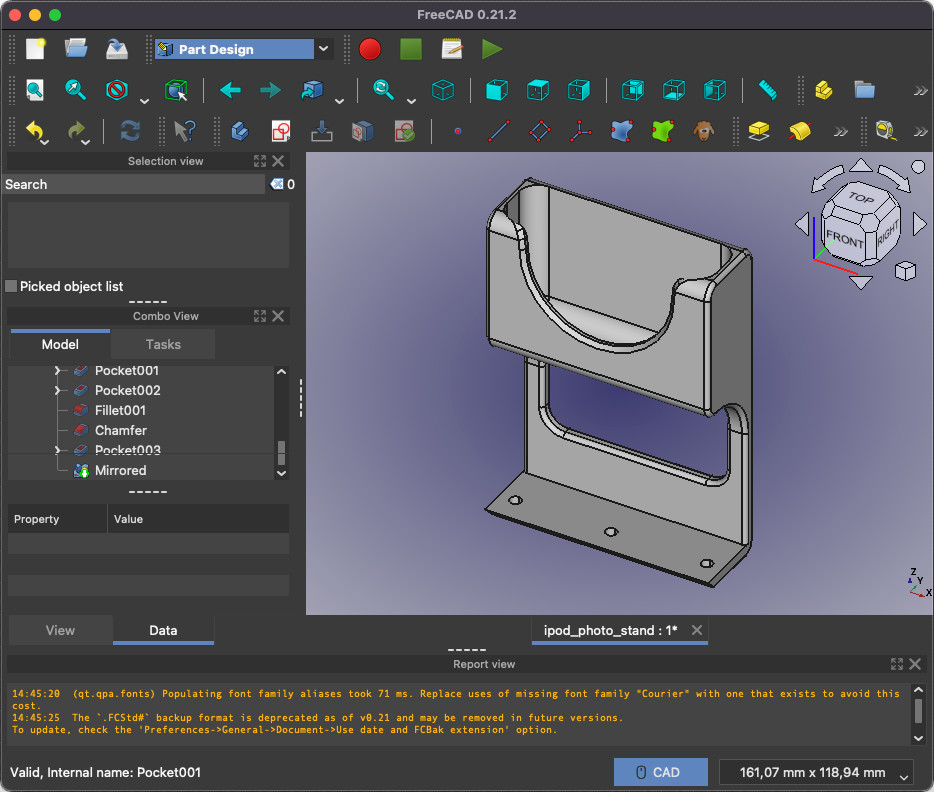 FreeCAD 0.21.2
Part Design
Selection view
Search
0
Picked object list
Combo View
Model
Tasks
Pocket001
Pocket002
Fillet001
Chamfer
Pocket003
Mirrored
Property
Value
View
Data
TOP
FRONT
RIGHT
Z
Y
X
ipod_photo_stand : 1*
Report view
14:45:20 (qt.qpa.fonts) Populating font family aliases took 71 ms. Replace uses of missing font family "Courier" with one that exists to avoid this
cost.
14:45:25 The `.FCStd#` backup format is deprecated as of v0.21 and may be removed in future versions.
To update, check the 'Preferences->General->Document->Use date and FCBak extension' option.
Valid, Internal name: Pocket001
CAD
161,07 mm x 118,94 mm